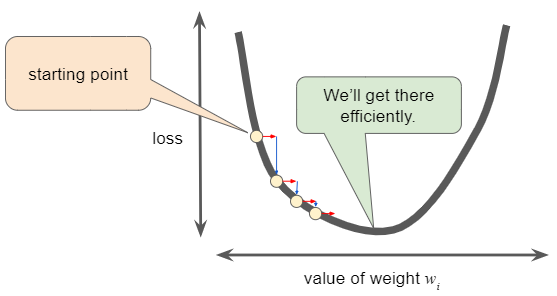 starting point
We'll get there
efficiently.
loss
value of weight wᵢ